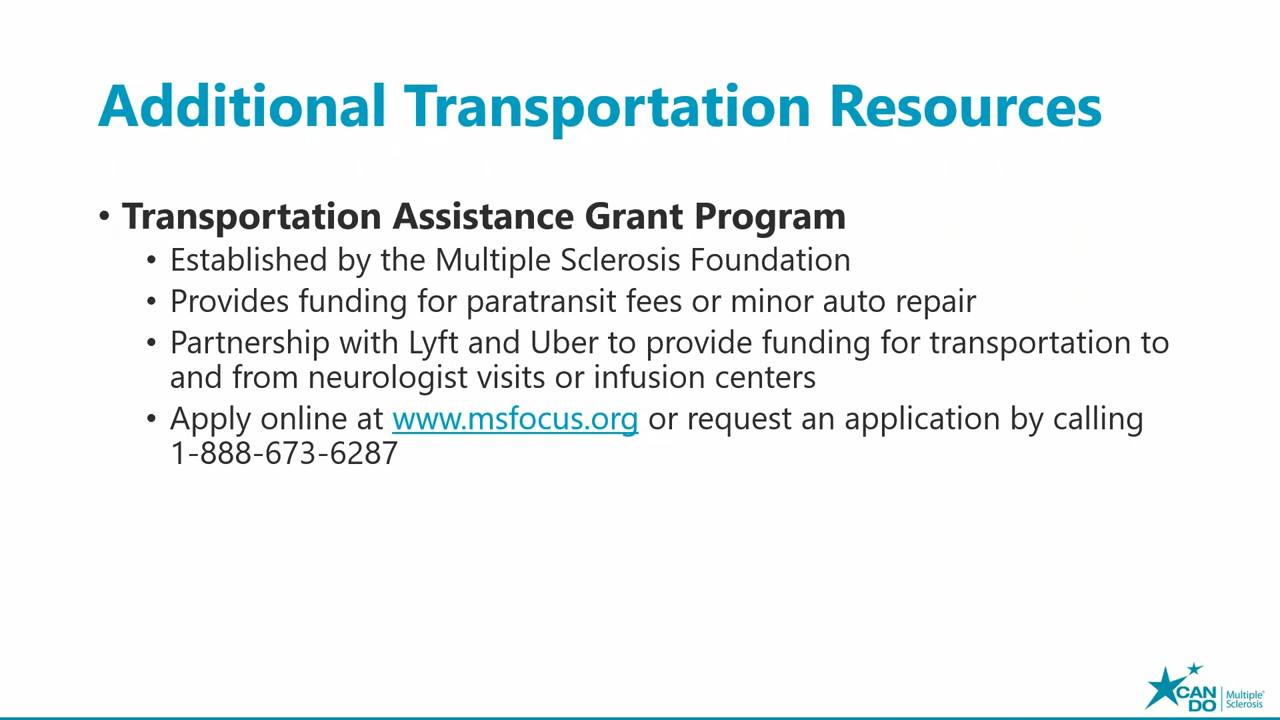 Additional Transportation Resources
• Transportation Assistance Grant Program
• Established by the Multiple Sclerosis Foundation
• Provides funding for paratransit fees or minor auto repair
• Partnership with Lyft and Uber to provide funding for transportation to
and from neurologist visits or infusion centers
• Apply online at www.msfocus.org or request an application by calling
1-888-673-6287
CAN DO
Multiple
Sclerosis